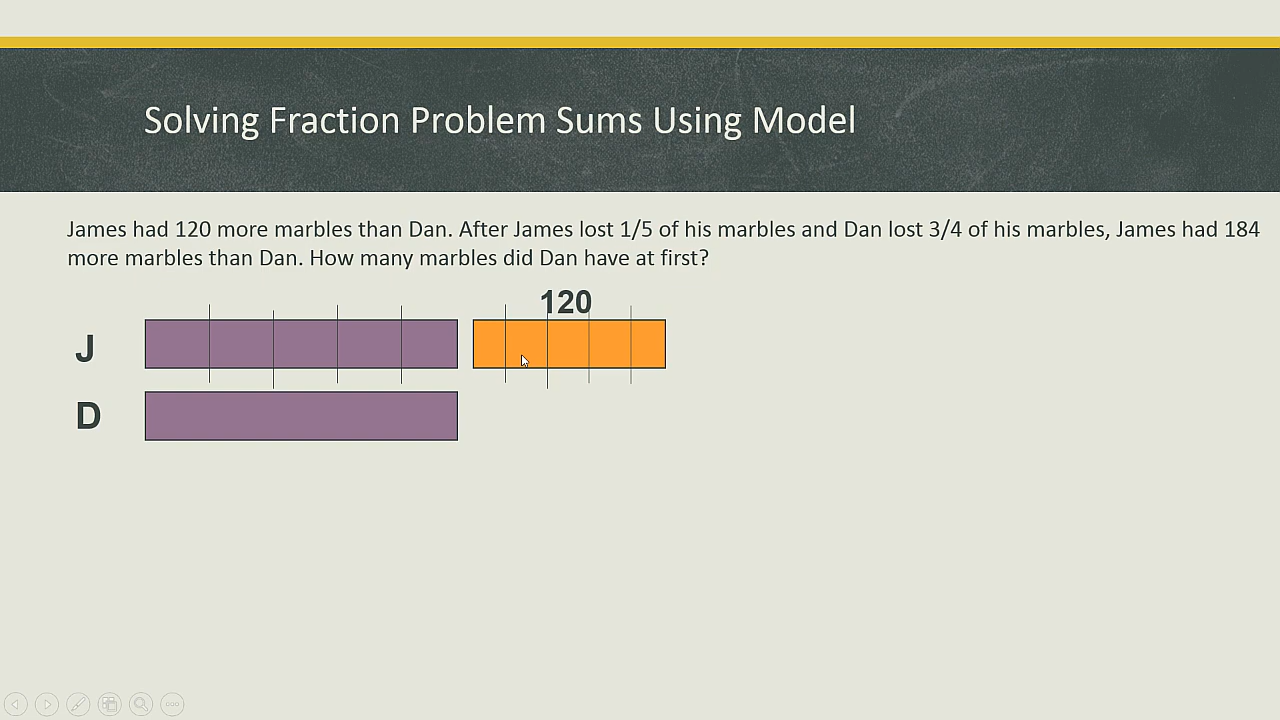 Solving Fraction Problem Sums Using Model
James had 120 more marbles than Dan. After James lost 1/5 of his marbles and Dan lost 3/4 of his marbles, James had 184
more marbles than Dan. How many marbles did Dan have at first?
120
J
D